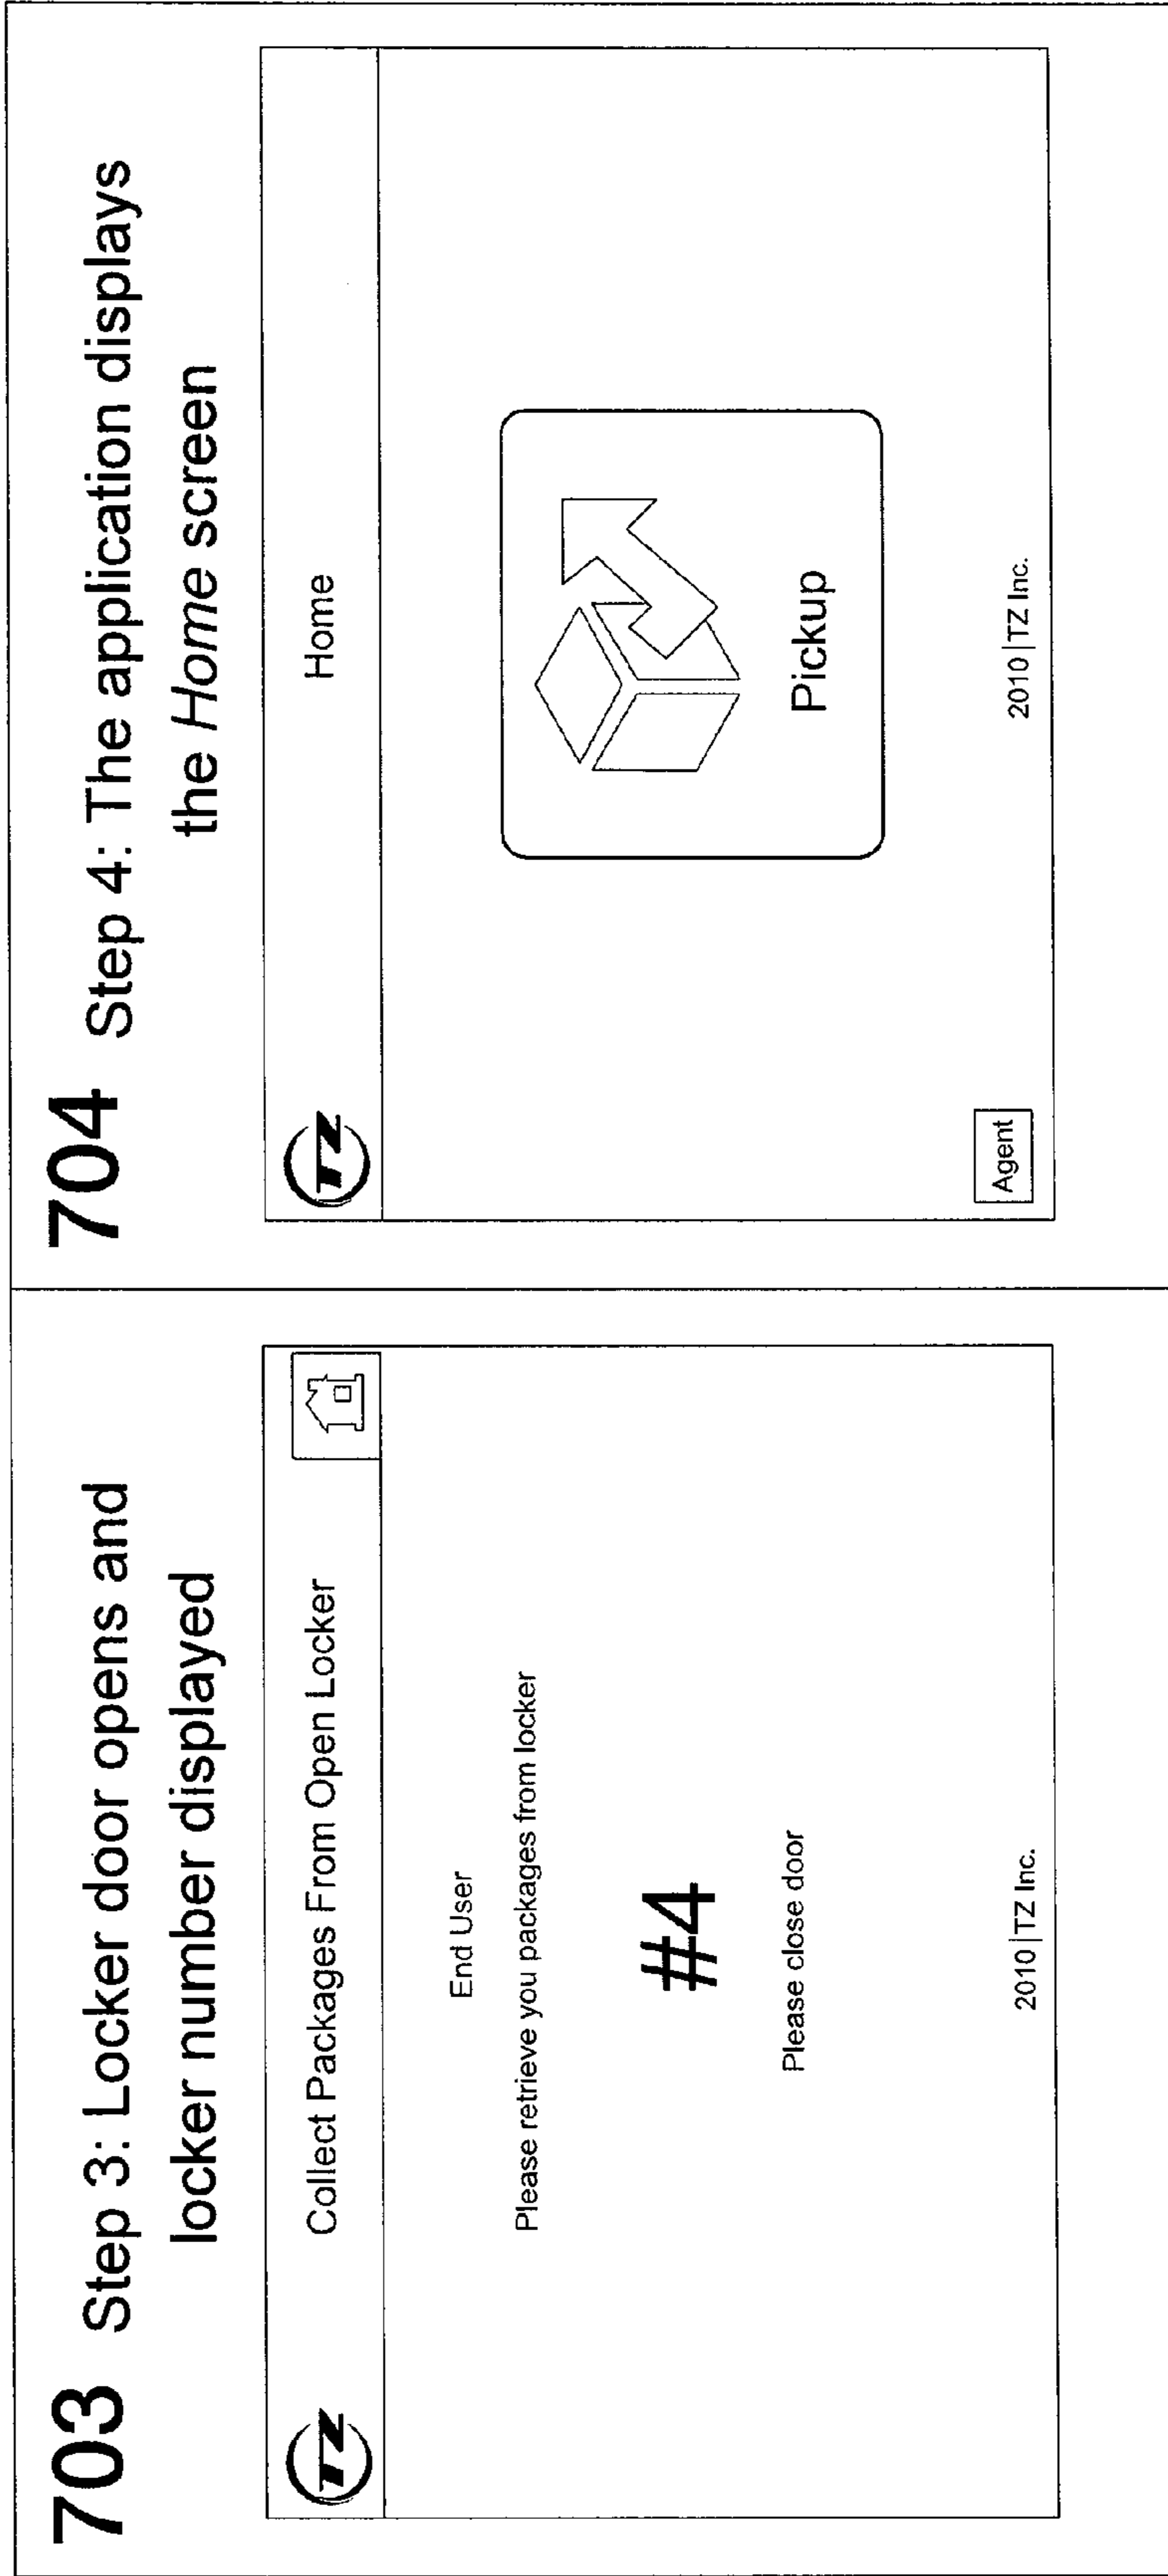 703 Step 3: Locker door opens and
locker number displayed
TZ
Collect Packages From Open Locker
End User
Please retrieve you packages from locker
#4
Please close door
2010 | TZ Inc.
704 Step 4: The application displays
the Home screen
TZ
Home
Pickup
Agent
2010 | TZ Inc.